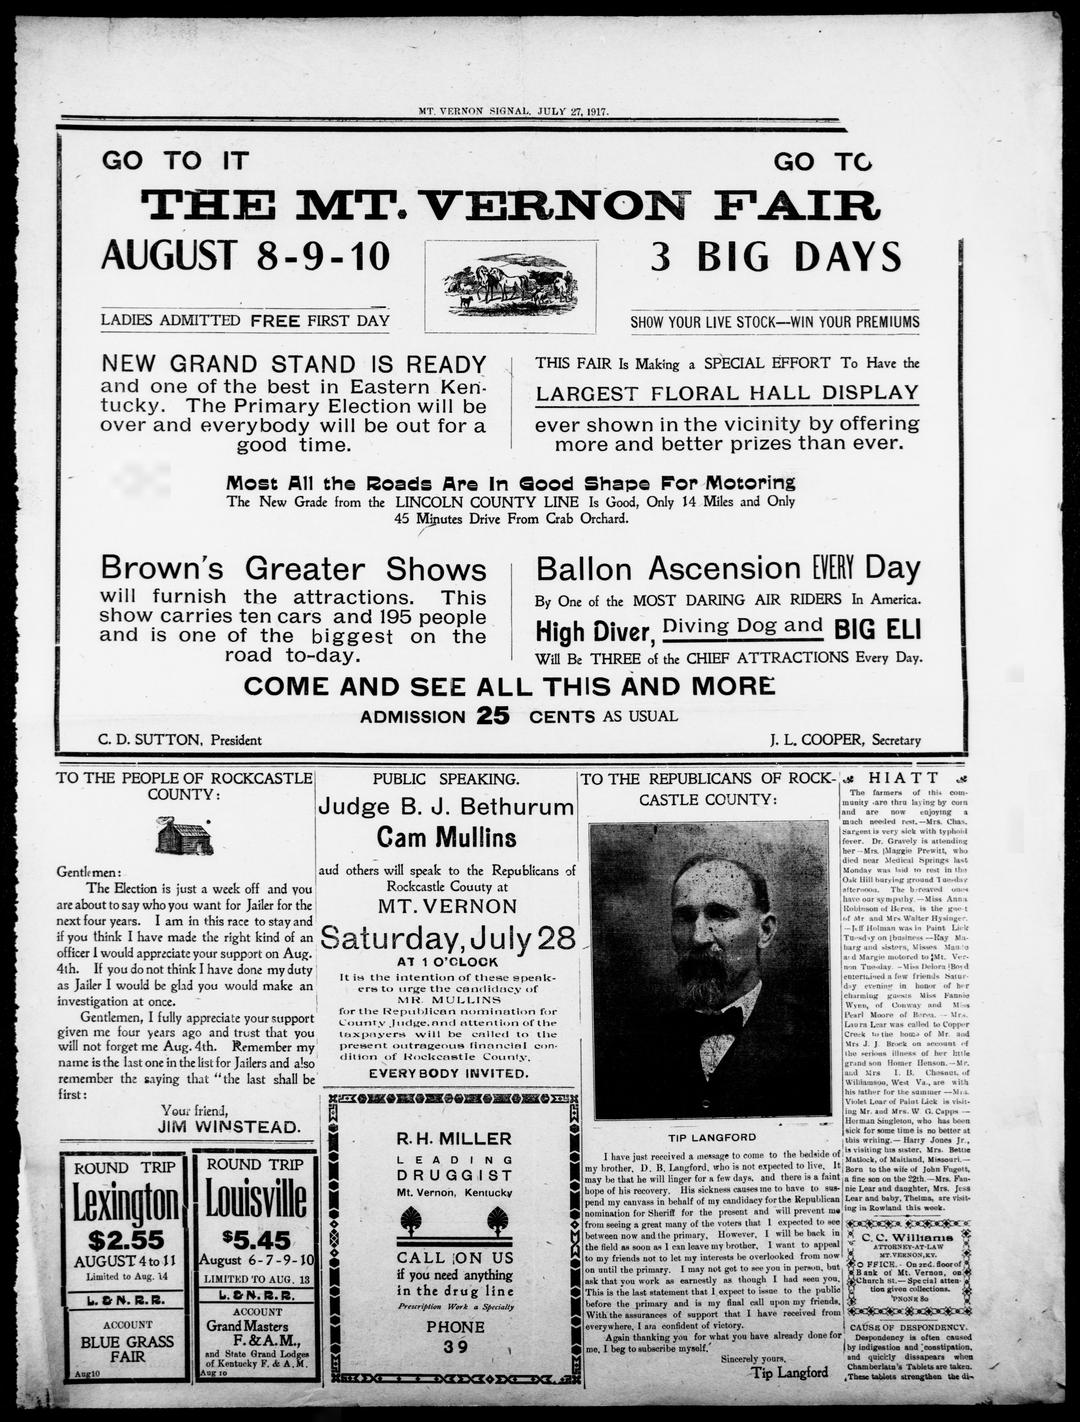 MT. VERNON SIGNAL, JULY 27, 1917.
GO TO IT
GO TO
THE MT. VERNON FAIR
AUGUST 8-9-10
3 BIG DAYS
LADIES ADMITTED FREE FIRST DAY
SHOW YOUR LIVE STOCK—WIN YOUR PREMIUMS
NEW GRAND STAND IS READY
and one of the best in Eastern Ken-
tucky. The Primary Election will be
over and everybody will be out for a
good time.
THIS FAIR Is Making a SPECIAL EFFORT To Have the
LARGEST FLORAL HALL DISPLAY
ever shown in the vicinity by offering
more and better prizes than ever.
Most All the Roads Are In Good Shape For Motoring
The New Grade from the LINCOLN COUNTY LINE Is Good, Only 14 Miles and Only
45 Minutes Drive From Crab Orchard.
Brown's Greater Shows
will furnish the attractions. This
show carries ten cars and 195 people
and is one of the biggest on the
road to-day.
Ballon Ascension EVERY Day
By One of the MOST DARING AIR RIDERS In America.
High Diver, Diving Dog and BIG ELI
Will Be THREE of the CHIEF ATTRACTIONS Every Day.
COME AND SEE ALL THIS AND MORE
ADMISSION 25 CENTS AS USUAL
C. D. SUTTON, President
J. L. COOPER, Secretary
TO THE PEOPLE OF ROCKCASTLE
COUNTY:
Gentlemen:
The Election is just a week off and you
are about to say who you want for Jailer for the
next four years. I am in this race to stay and
if you think I have made the right kind of an
officer I would appreciate your support on Aug.
4th. If you do not think I have done my duty
as Jailer I would be glad you would make an
investigation at once.
Gentlemen, I fully appreciate your support
given me four years ago and trust that you
will not forget me Aug. 4th. Remember my
name is the last one in the list for Jailers and also
remember the saying that "the last shall be
first:
Your friend,
JIM WINSTEAD.
ROUND TRIP
Lexington
$2.55
AUGUST 4 to 11
Limited to Aug. 14
L. & N. R. R.
ACCOUNT
BLUE GRASS
FAIR
Aug10
ROUND TRIP
Louisville
$5.45
August 6-7-9-10
LIMITED TO AUG. 13
L. & N. R. R.
ACCOUNT
Grand Masters
F. & A. M.,
and State Grand Lodges
of Kentucky F. & A. M.
Aug 10
PUBLIC SPEAKING.
Judge B. J. Bethurum
Cam Mullins
aud others will speak to the Republicans of
Rockcastle Couuty at
MT. VERNON
Saturday, July 28
AT 1 O'CLOCK
It is the intention of these speak-
ers to urge the candidacy of
MR. MULLINS
for the Republican nomination for
County Judge, and attention of the
taxpayers will be called to the
present outrageous financial con-
dition of Rockcastle County.
EVERYBODY INVITED.
R. H. MILLER
LEADING
DRUGGIST
Mt. Vernon, Kentucky
CALL ON US
if you need anything
in the drug line
Prescription Work a Specialty
PHONE
39
TO THE REPUBLICANS OF ROCK-
CASTLE COUNTY:
TIP LANGFORD
I have just received a message to come to the bedside of
my brother, D. B. Langford, who is not expected to live. It
may be that he will linger for a few days, and there is a faint
hope of his recovery. His sickness causes me to have to sus-
pend my canvass in behalf of my candidacy for the Republican
nomination for Sheriff for the present and will prevent me
from seeing a great many of the voters that I expected to see
between now and the primary. However, I will be back in
the field as soon as I can leave my brother. I want to appeal
to my friends not to let my interests be overlooked from now
on until the primary. I may not get to see you in person, but
ask that you work as earnestly as though I had seen you.
This is the last statement that I expect to issue to the public
before the primary and is my final call upon my friends.
With the assurances of support that I have received from
everywhere, I am confident of victory.
Again thanking you for what you have already done for
me, I beg to subscribe myself.
Sincerely yours,
Tip Langford
HIATT
The farmers of this com-
munity are thru laying by corn
and are now enjoying a
much needed rest.—Mrs. Chas.
Sargent is very sick with typhoid
fever. Dr. Gravely is attending
her—Mrs. Maggie Prewitt, who
died near Medical Springs last
Monday was laid to rest in the
Oak Hill burying ground Tuesday
afternoon. The bereaved ones
have our sympathy.—Miss Anna
Robinson of Berea, is the guest
of Mr and Mrs Walter Hysinger.
—Jeff Holman was in Paint Lick
Tuesday on business—Ray Ma-
harg and sisters, Misses Maude
and Margie motored to Mt. Ver-
non Tuesday.—Miss Delora Boyd
entertained a few friends Satur-
day evening in honor of her
charming guests Miss Fannie
Wynn, of Conway and Miss
Pearl Moore of Berea.—Mrs.
Laura Lear was called to Copper
Creek to the home of Mr. and
Mrs J. J. Brock on account of
the serious illness of her little
grand son Homer Henson.—Mr.
and Mrs I. B. Chesnut, of
Williamson, West Va., are with
his father for the summer—Mrs.
Violet Lear of Paint Lick is visit-
ing Mr. and Mrs. W. G. Capps—
Herman Singleton, who has been
sick for some time is no better at
this wriring.—Harry Jones Jr.,
is visiting his sister, Mrs. Bettie
Matlock, of Maitland, Missouri.—
Born to the wife of John Fugett,
a fine son on the 22th.—Mrs. Fan-
nie Lear and daughter, Mrs. Jess
Lear and baby, Thelma, are visit-
ing in Rowland this week.
C. C. Williams
ATTORNEY-AT-LAW
MT. VERNON, KY.
OFFICE.- On 2nd. floor of
Bank of Mt. Vernon, on
Church St.— Special atten-
tion given collections.
'PHONE 80
CAUSE OF DESPONDENCY.
Despondency is often caused
by indigestion and constipation,
and quickly dissapears when
Chamberlain's Tablets are taken.
These tablets strengthen the di-